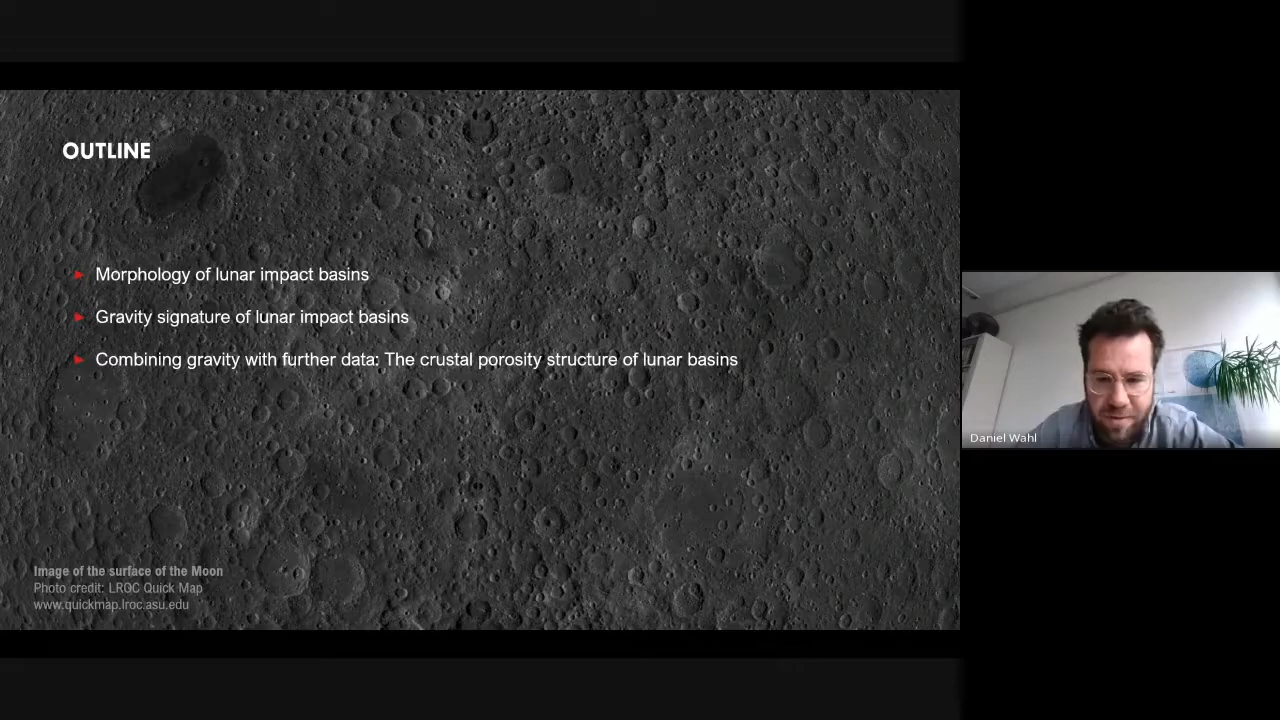 OUTLINE
Morphology of lunar impact basins
Gravity signature of lunar impact basins
Combining gravity with further data: The crustal porosity structure of lunar basins
Image of the surface of the Moon
Photo credit: LROC Quick Map
www.quickmap.lroc.asu.edu
Daniel Wahl